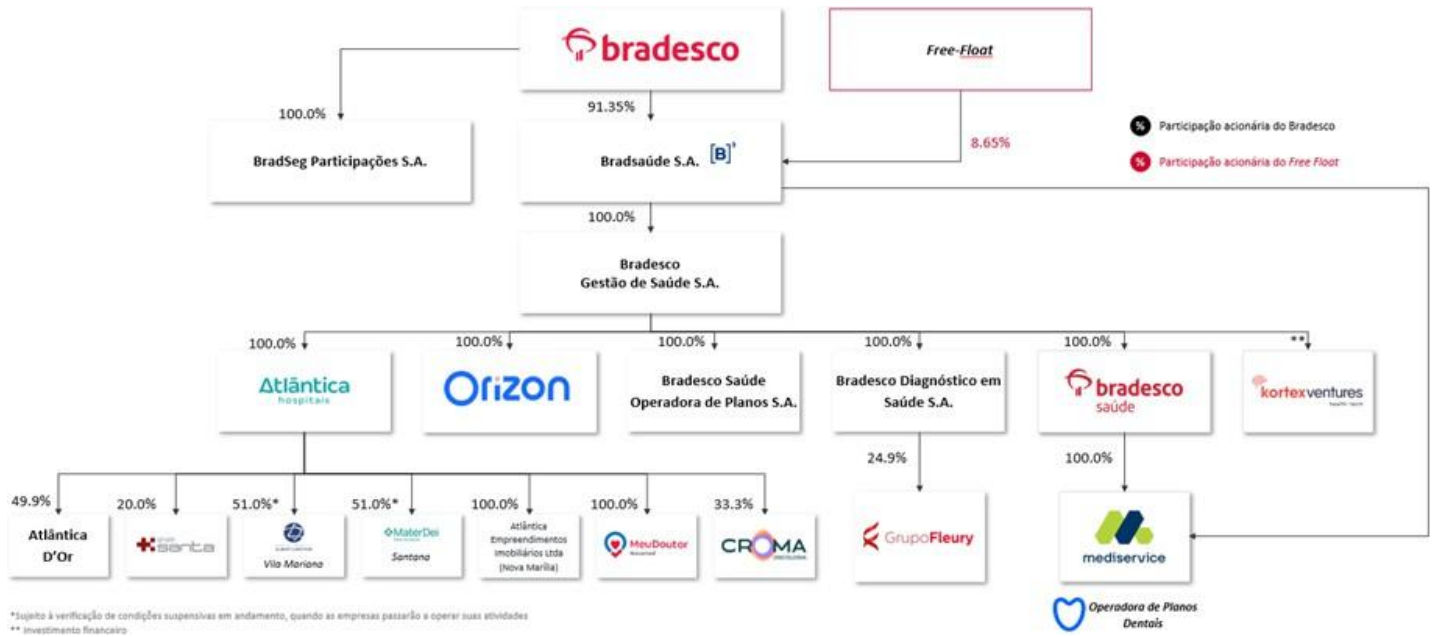 bradesco
Free-Float
100.0%
91.35%
8.65%
% Participação acionária do Bradesco
% Participação acionária do Free Float
BradSeg Participações S.A.
Bradsaúde S.A. [B]³
100.0%
Bradesco
Gestão de Saúde S.A.
100.0%
100.0%
100.0%
100.0%
100.0%
**
Atlântica
hospitais
Orizon
Bradesco Saúde
Operadora de Planos S.A.
Bradesco Diagnóstico em
Saúde S.A.
bradesco
saúde
kortexventures
49.9%
20.0%
51.0%*
51.0%*
100.0%
100.0%
33.3%
24.9%
100.0%
Atlântica
D'Or
santa
Vila Mariana
MaterDei
Santana
Atlântica
Empreendimentos
Imobiliários Ltda
(Nova Marília)
MeuDoutor
Novamed
CROMA
ONCOLOGIA
GrupoFleury
mediservice
Operadora de Planos
Dentais
*Sujeito à verificação de condições suspensivas em andamento, quando as empresas passarão a operar suas atividades
** Investimento financeiro